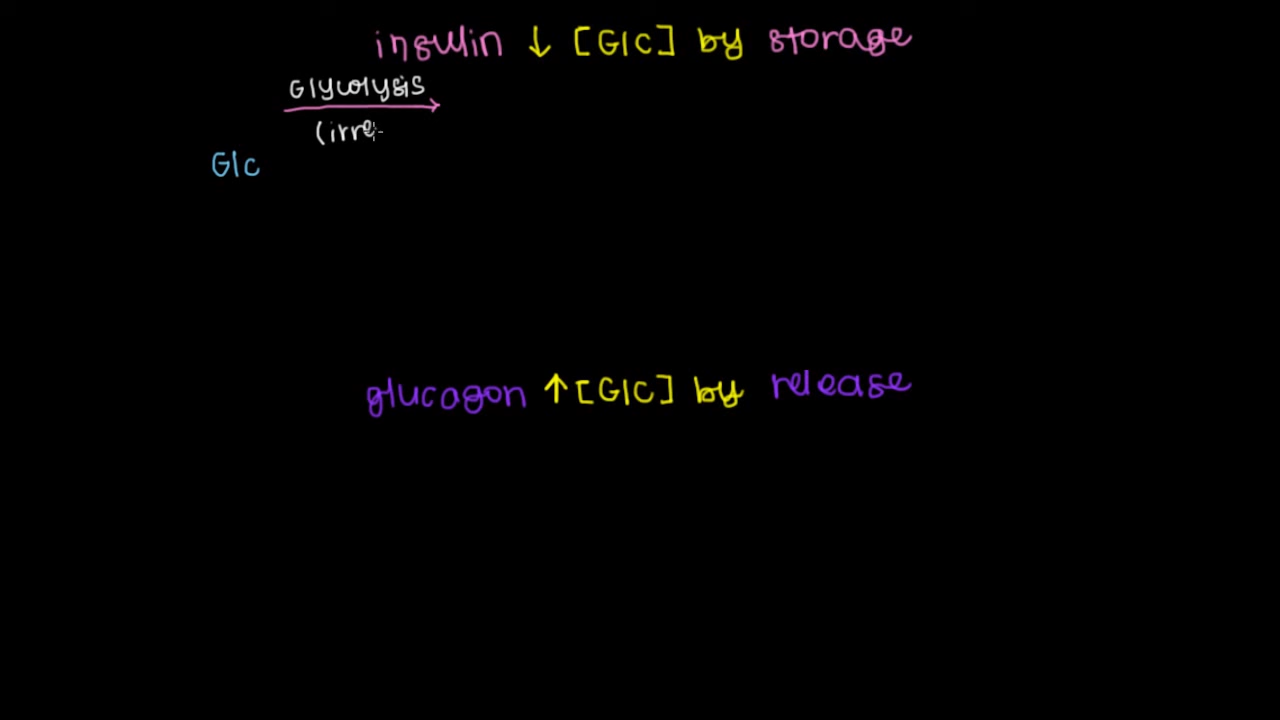 insulin ↓ [Glc] by storage
Glycolysis
(irre
Glc
glucagon ↑ [Glc] by release